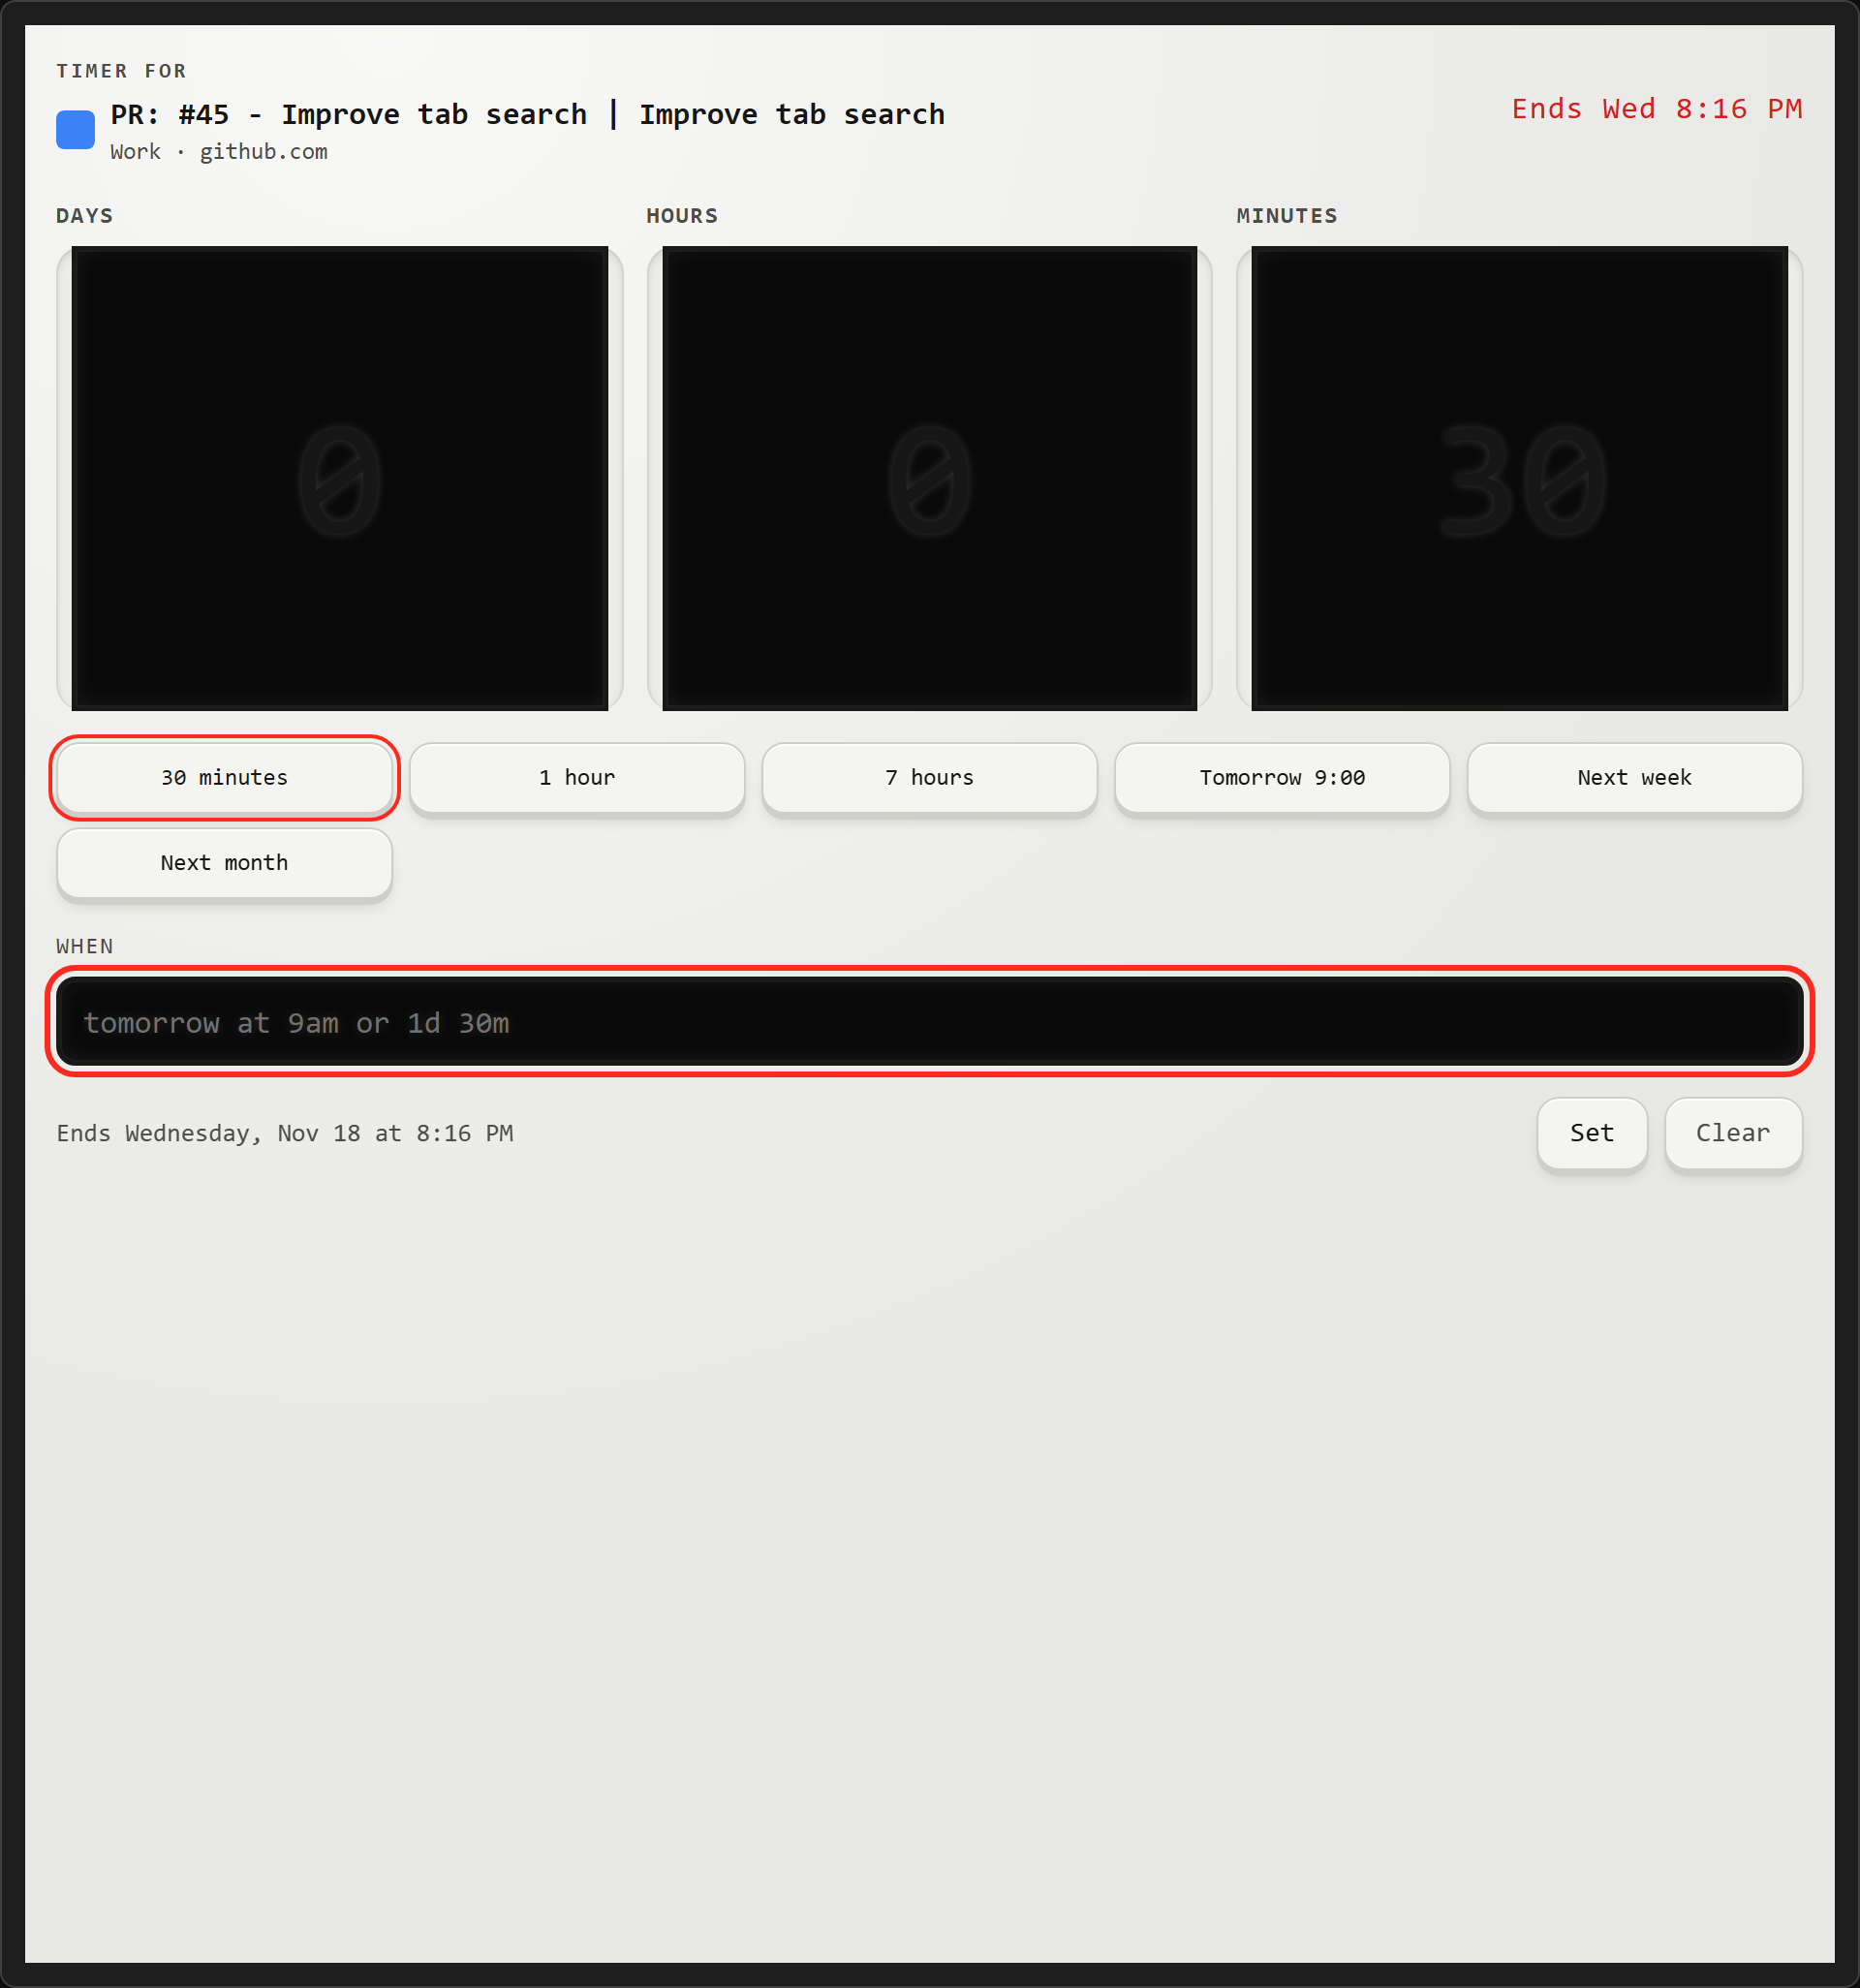 TIMER FOR
PR: #45 - Improve tab search | Improve tab search
Ends Wed 8:16 PM
Work · github.com
DAYS HOURS MINUTES
0 0 30
30 minutes 1 hour 7 hours Tomorrow 9:00 Next week
Next month
WHEN
tomorrow at 9am or 1d 30m
Ends Wednesday, Nov 18 at 8:16 PM Set Clear